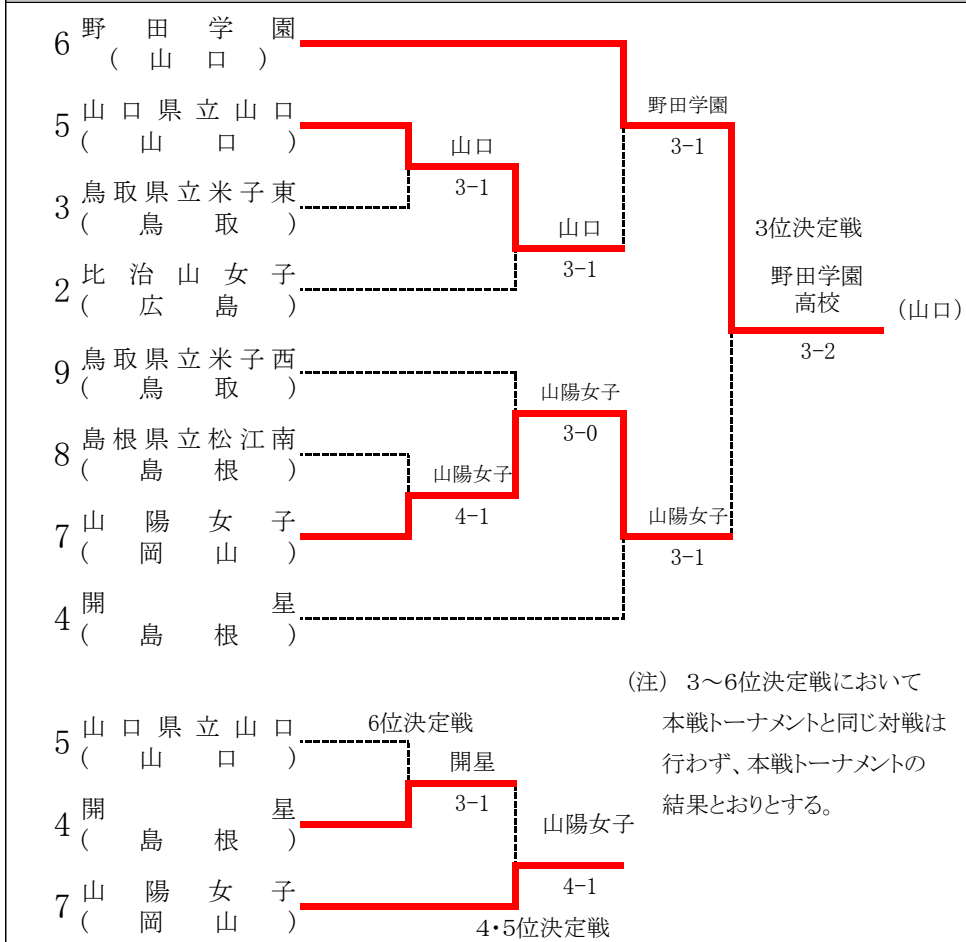 6 野田学園
(山口)
野田学園
3-1
5 山口県立山口
(山口)
山口
3-1
3 鳥取県立米子東
(鳥取)
山口
3-1
3位決定戦
2 比治山女子
(広島)
野田学園
高校
(山口)
3-2
9 鳥取県立米子西
(鳥取)
山陽女子
3-0
8 島根県立松江南
(島根)
山陽女子
4-1
7 山陽女子
(岡山)
山陽女子
3-1
4 開星
(島根)
(注) 3～6位決定戦において
本戦トーナメントと同じ対戦は
行わず、本戦トーナメントの
結果とおりとする。
5 山口県立山口
(山口)
6位決定戦
開星
3-1
4 開星
(島根)
山陽女子
4-1
7 山陽女子
(岡山)
4・5位決定戦